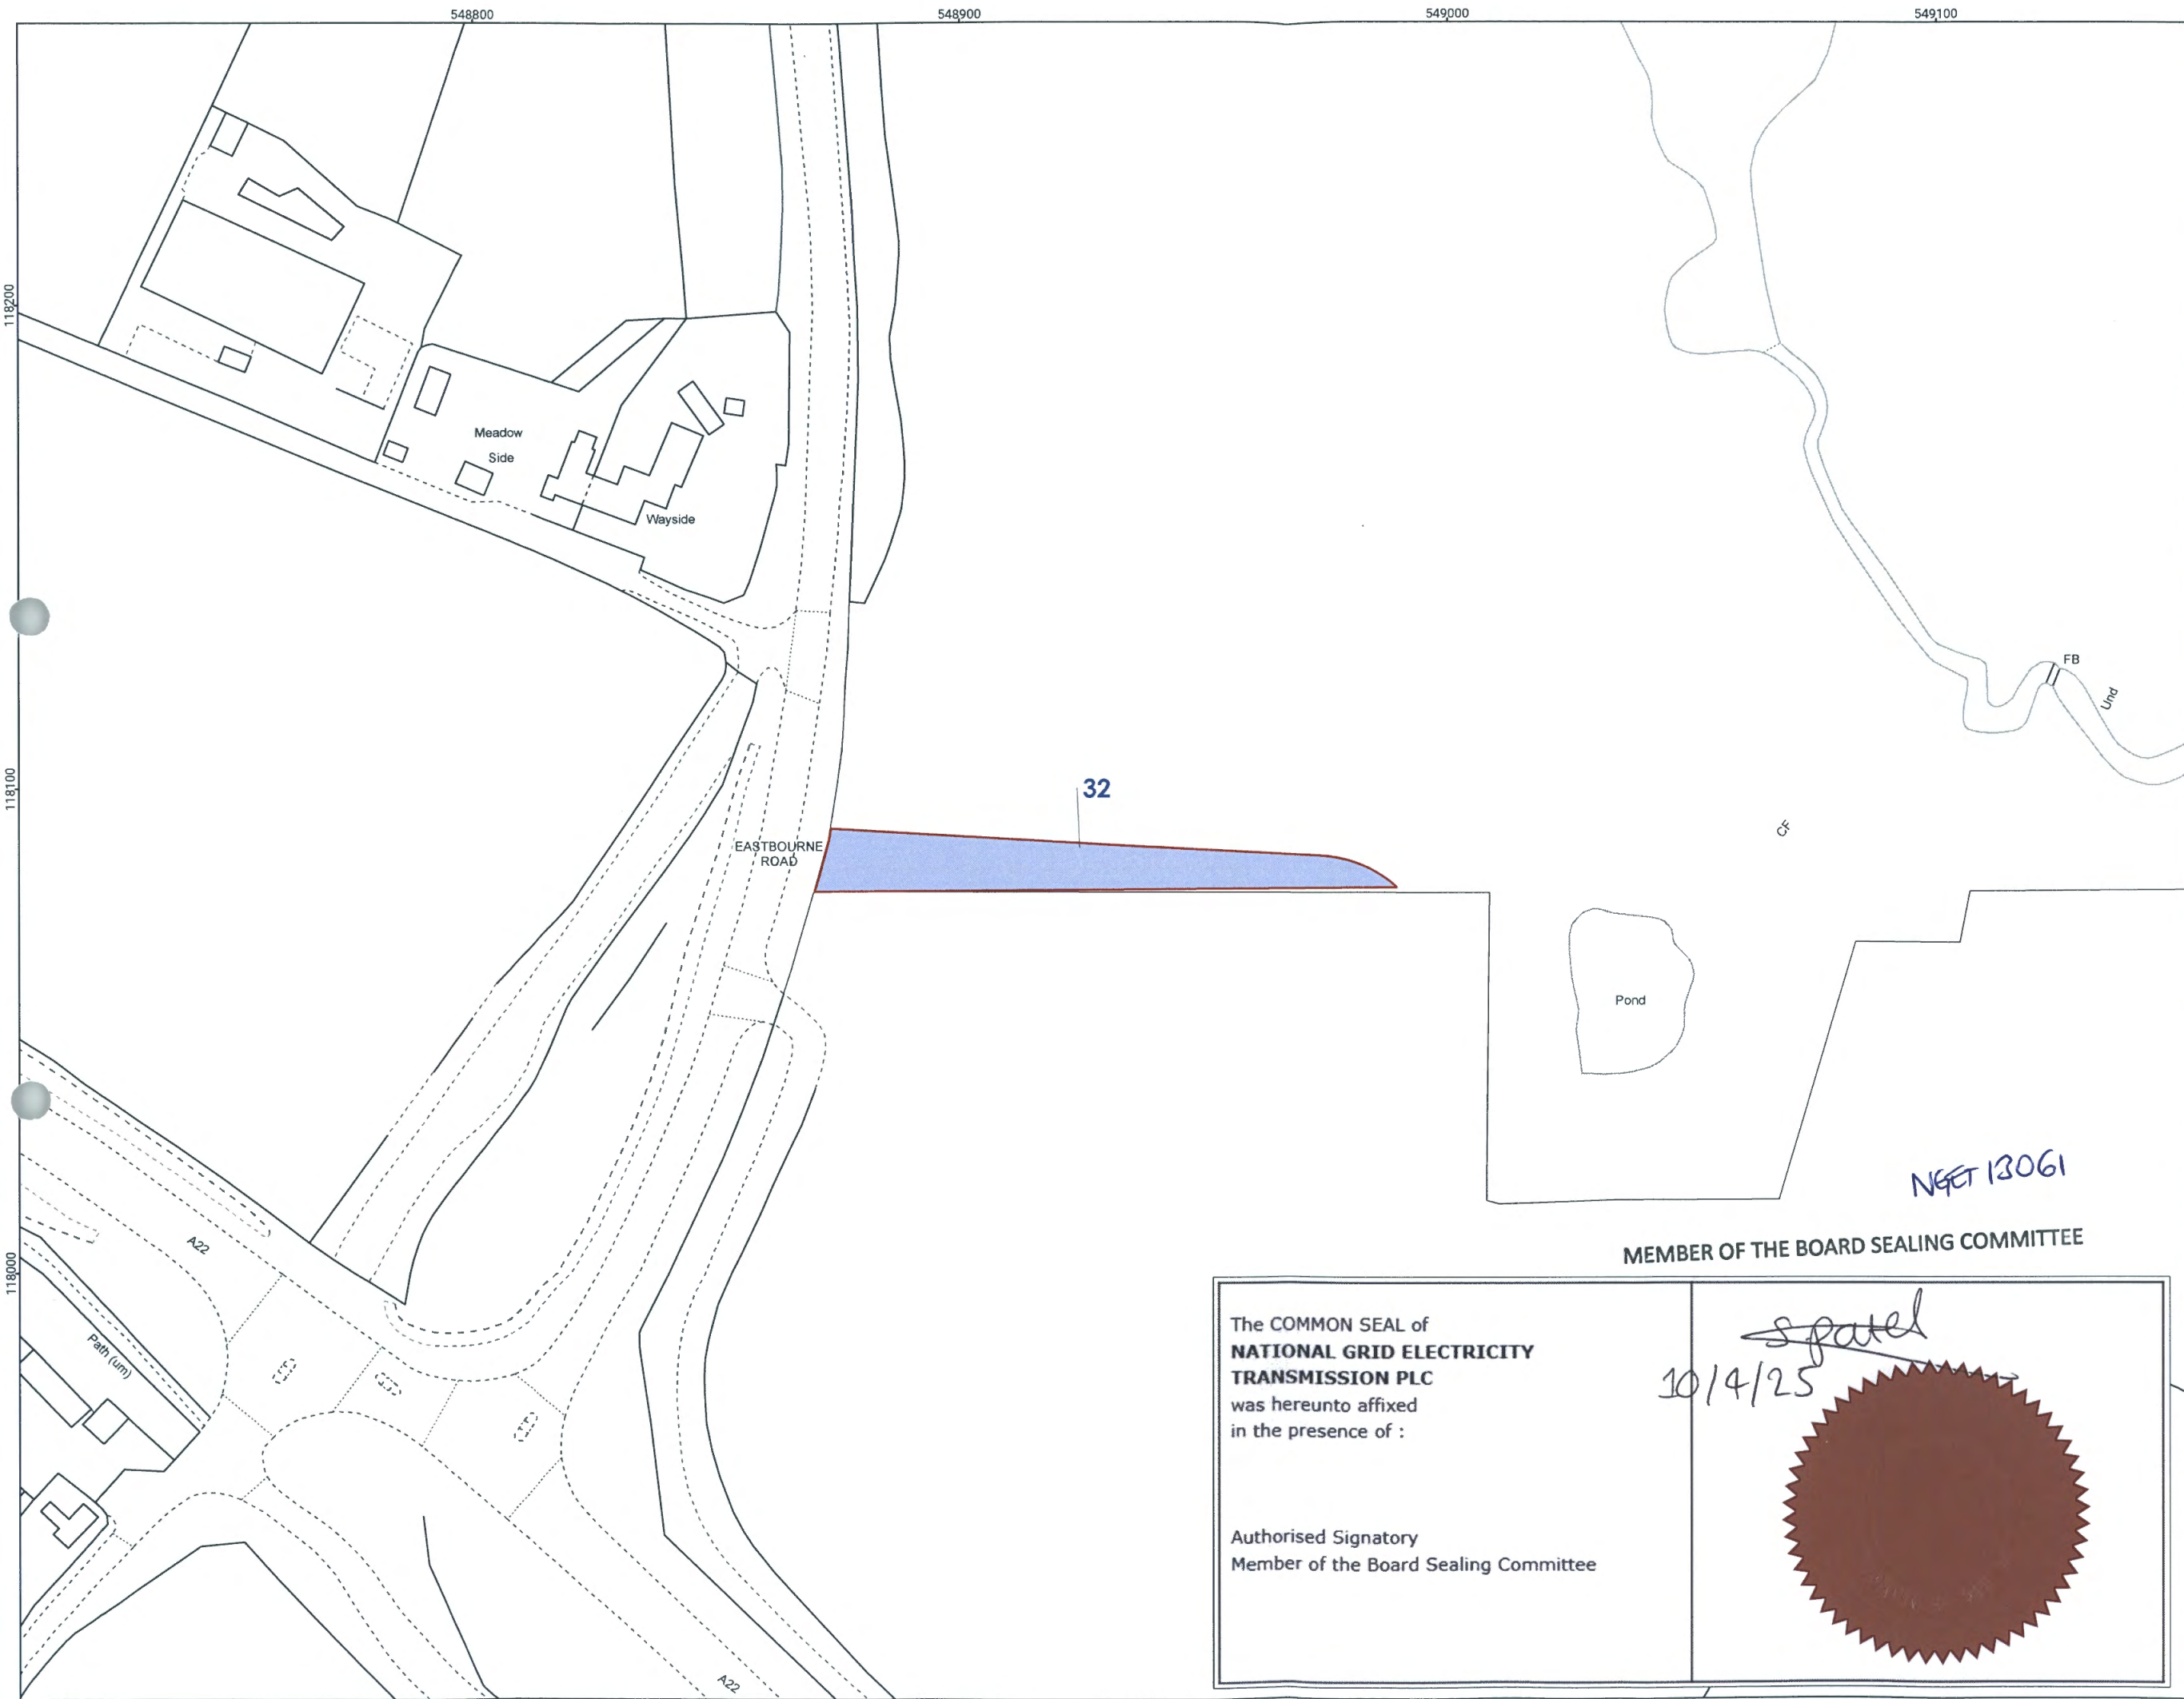 548800
548900
549000
549100
118200
118100
118000
Meadow
Side
Wayside
FB
Und
32
EASTBOURNE
ROAD
CF
Pond
A22
Path (um)
A22
NGET 13061
MEMBER OF THE BOARD SEALING COMMITTEE
The COMMON SEAL of
NATIONAL GRID ELECTRICITY
TRANSMISSION PLC
was hereunto affixed
in the presence of :
Authorised Signatory
Member of the Board Sealing Committee
SPatel
10/4/25